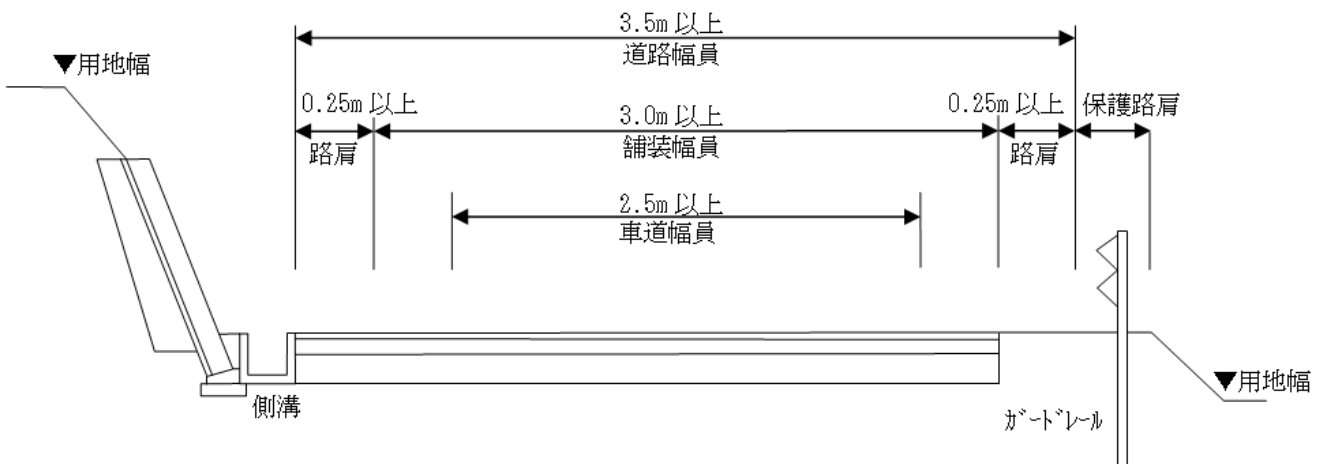 3.5m 以上
道路幅員
▼用地幅
0.25m 以上
路肩
3.0m 以上
舗装幅員
0.25m 以上
路肩
保護路肩
2.5m 以上
車道幅員
▼用地幅
側溝
ｶﾞｰﾄﾞﾚｰﾙ